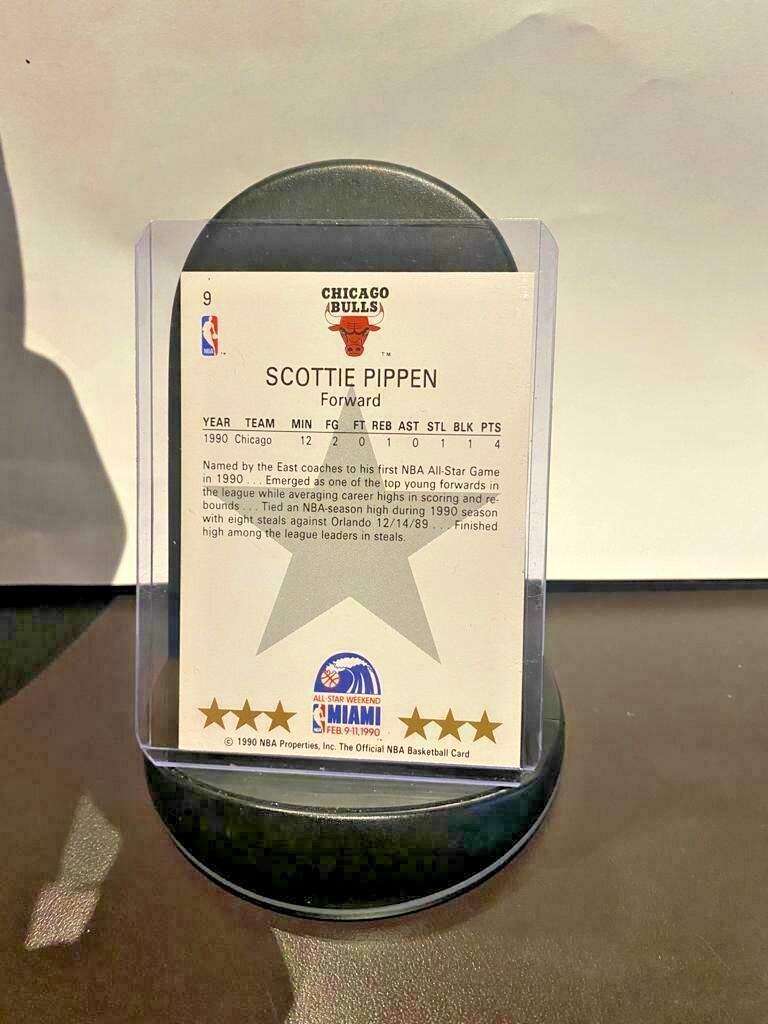 9
CHICAGO
BULLS
TM
NBA
SCOTTIE PIPPEN
Forward
YEAR TEAM MIN FG FT REB AST STL BLK PTS
1990 Chicago 12 2 0 1 0 1 1 4
Named by the East coaches to his first NBA All-Star Game
in 1990 . . . Emerged as one of the top young forwards in
the league while averaging career highs in scoring and re-
bounds . . . Tied an NBA-season high during 1990 season
with eight steals against Orlando 12/14/89 . . . Finished
high among the league leaders in steals.
ALL-STAR WEEKEND
MIAMI
NBA
FEB. 9-11, 1990
© 1990 NBA Properties, Inc. The Official NBA Basketball Card